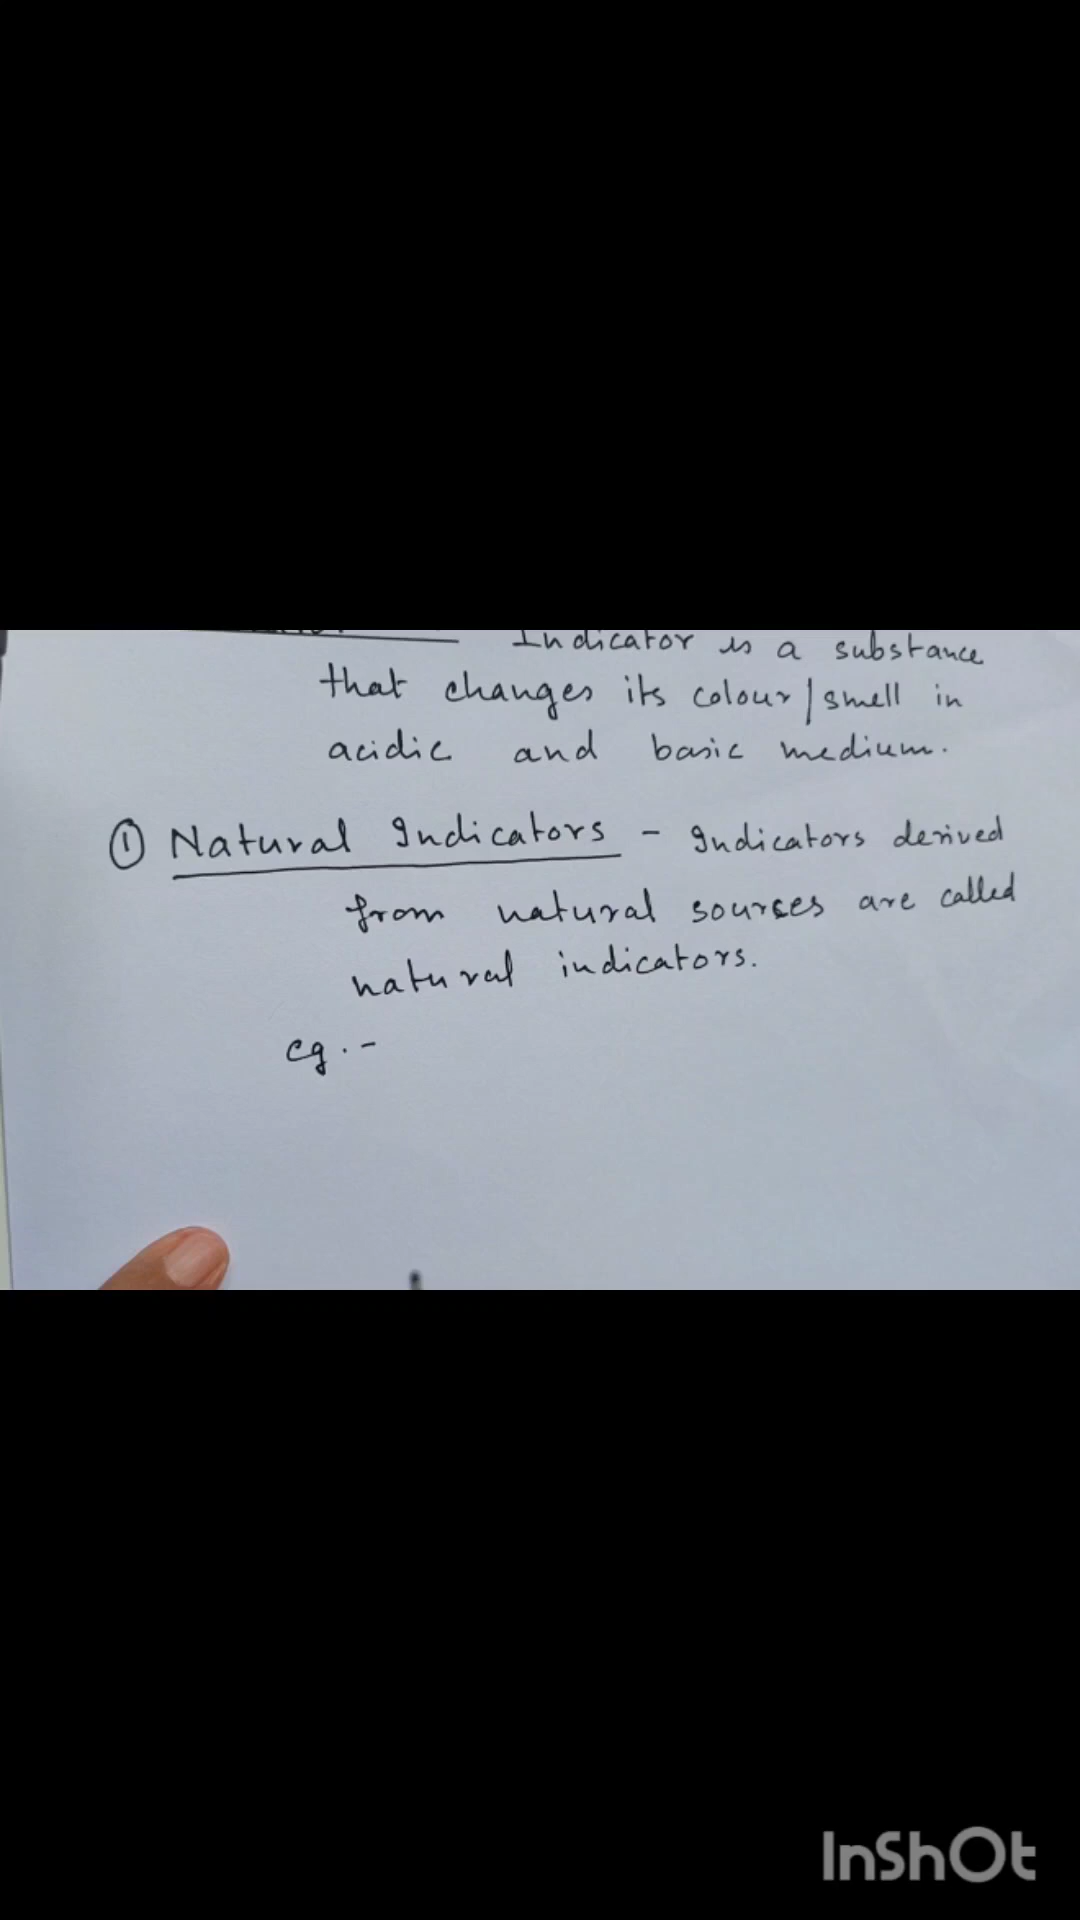 Indicator is a substance
that changes its colour/smell in
acidic and basic medium.
① Natural Indicators - Indicators derived
from natural sources are called
natural indicators.
eg.-
InShOt